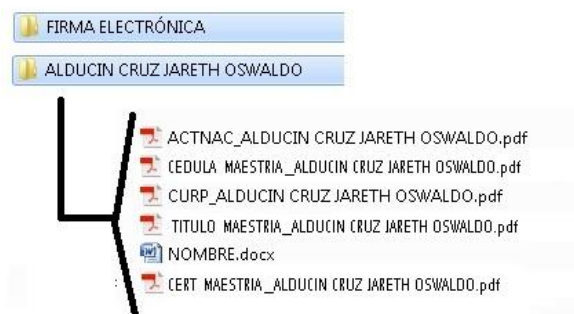 FIRMA ELECTRÓNICA
ALDUCIN CRUZ JARETH OSWALDO
ACTNAC_ALDUCIN CRUZ JARETH OSWALDO.pdf
CEDULA MAESTRIA_ALDUCIN CRUZ JARETH OSWALDO.pdf
CURP_ALDUCIN CRUZ JARETH OSWALDO.pdf
TITULO MAESTRIA_ALDUCIN CRUZ JARETH OSWALDO.pdf
NOMBRE.docx
CERT MAESTRIA_ALDUCIN CRUZ JARETH OSWALDO.pdf